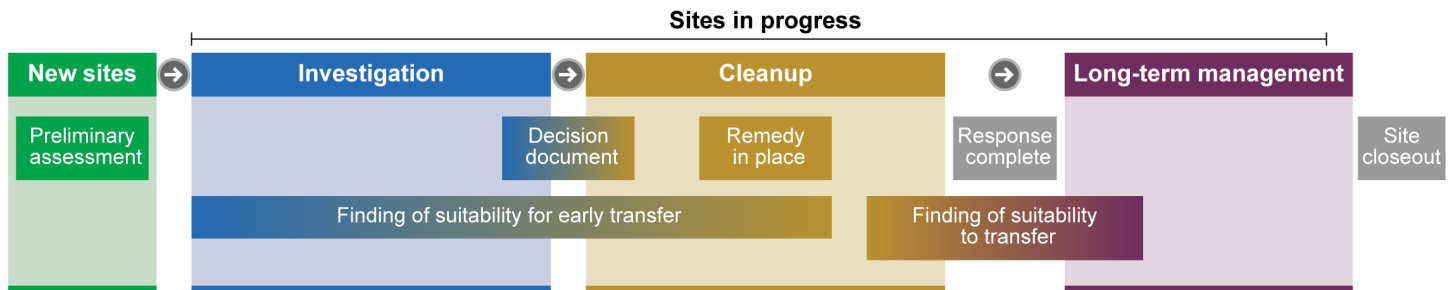 Sites in progress
New sites
Investigation
Cleanup
Long-term management
Preliminary
assessment
Decision
document
Remedy
in place
Response
complete
Site
closeout
Finding of suitability for early transfer
Finding of suitability
to transfer